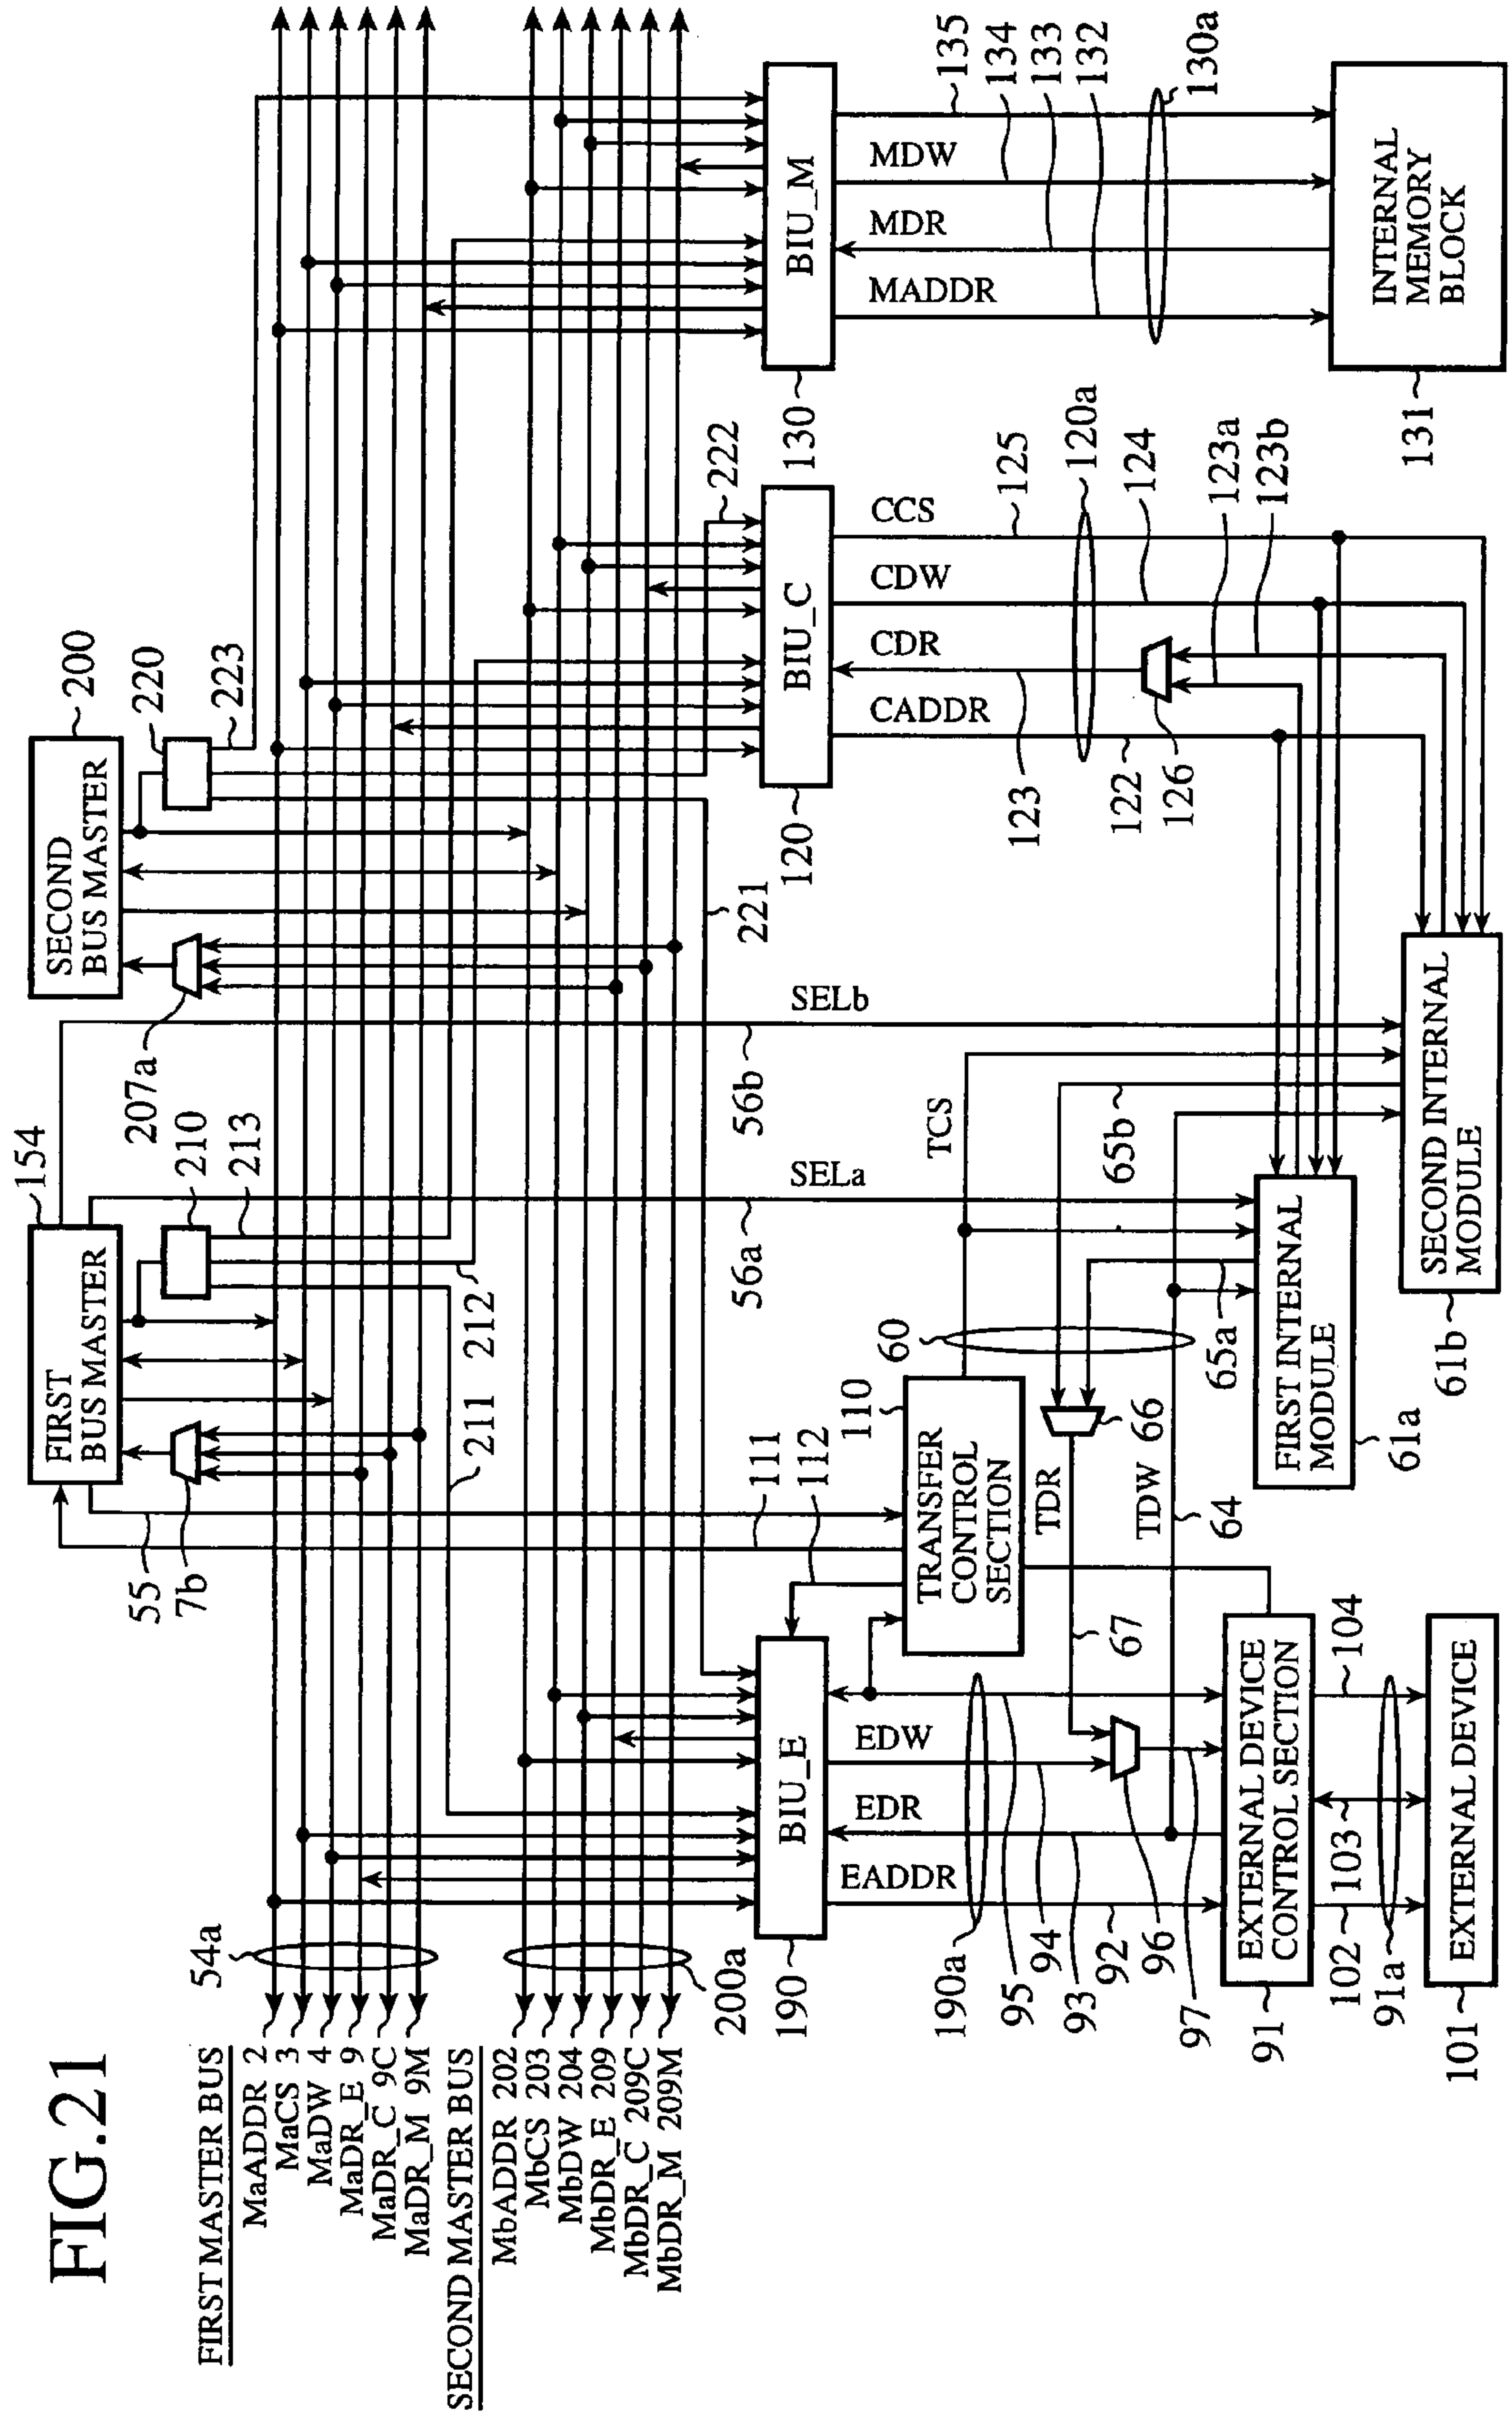 FIG.21
FIRST MASTER BUS
MaADDR 2
MaCS 3
MaDW 4
MaDR_E 9
MaDR_C 9C
MaDR_M 9M
SECOND MASTER BUS
MbADDR 202
MbCS 203
MbDW 204
MbDR_E 209
MbDR_C 209C
MbDR_M 209M
54a
200a
FIRST
BUS MASTER
154
55
7b
210
213
212
211
SECOND
BUS MASTER
200
207a
220
223
221
222
111
112
56a
SELa
56b
SELb
BIU_E
190
EADDR
EDR
EDW
190a
95
94
92
93
96
97
TRANSFER
CONTROL
SECTION
110
60
TCS
TDR
66
TDW
67
64
65a
65b
EXTERNAL DEVICE
CONTROL SECTION
91
102
103
104
91a
EXTERNAL DEVICE
101
FIRST INTERNAL
MODULE
61a
SECOND INTERNAL
MODULE
61b
BIU_C
120
CADDR
CDR
CDW
CCS
123
122
126
125
120a
124
123a
123b
BIU_M
130
MADDR
MDR
MDW
135
134
133
132
130a
INTERNAL
MEMORY
BLOCK
131